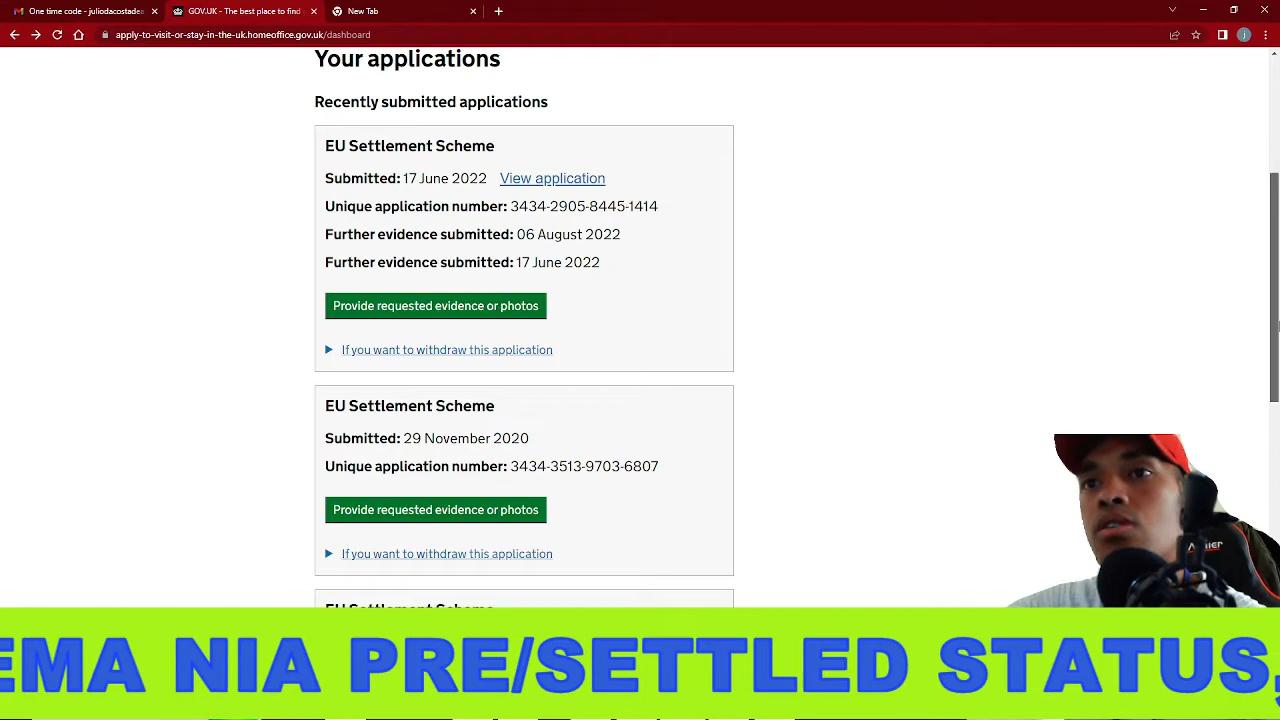 One time code - juliodacostadea
GOV.UK - The best place to find
New Tab
apply-to-visit-or-stay-in-the-uk.homeoffice.gov.uk/dashboard
j
Your applications
Recently submitted applications
EU Settlement Scheme
Submitted: 17 June 2022 View application
Unique application number: 3434-2905-8445-1414
Further evidence submitted: 06 August 2022
Further evidence submitted: 17 June 2022
Provide requested evidence or photos
If you want to withdraw this application
EU Settlement Scheme
Submitted: 29 November 2020
Unique application number: 3434-3513-9703-6807
Provide requested evidence or photos
If you want to withdraw this application
EU Settlement Scheme
EMA NIA PRE/SETTLED STATUS,